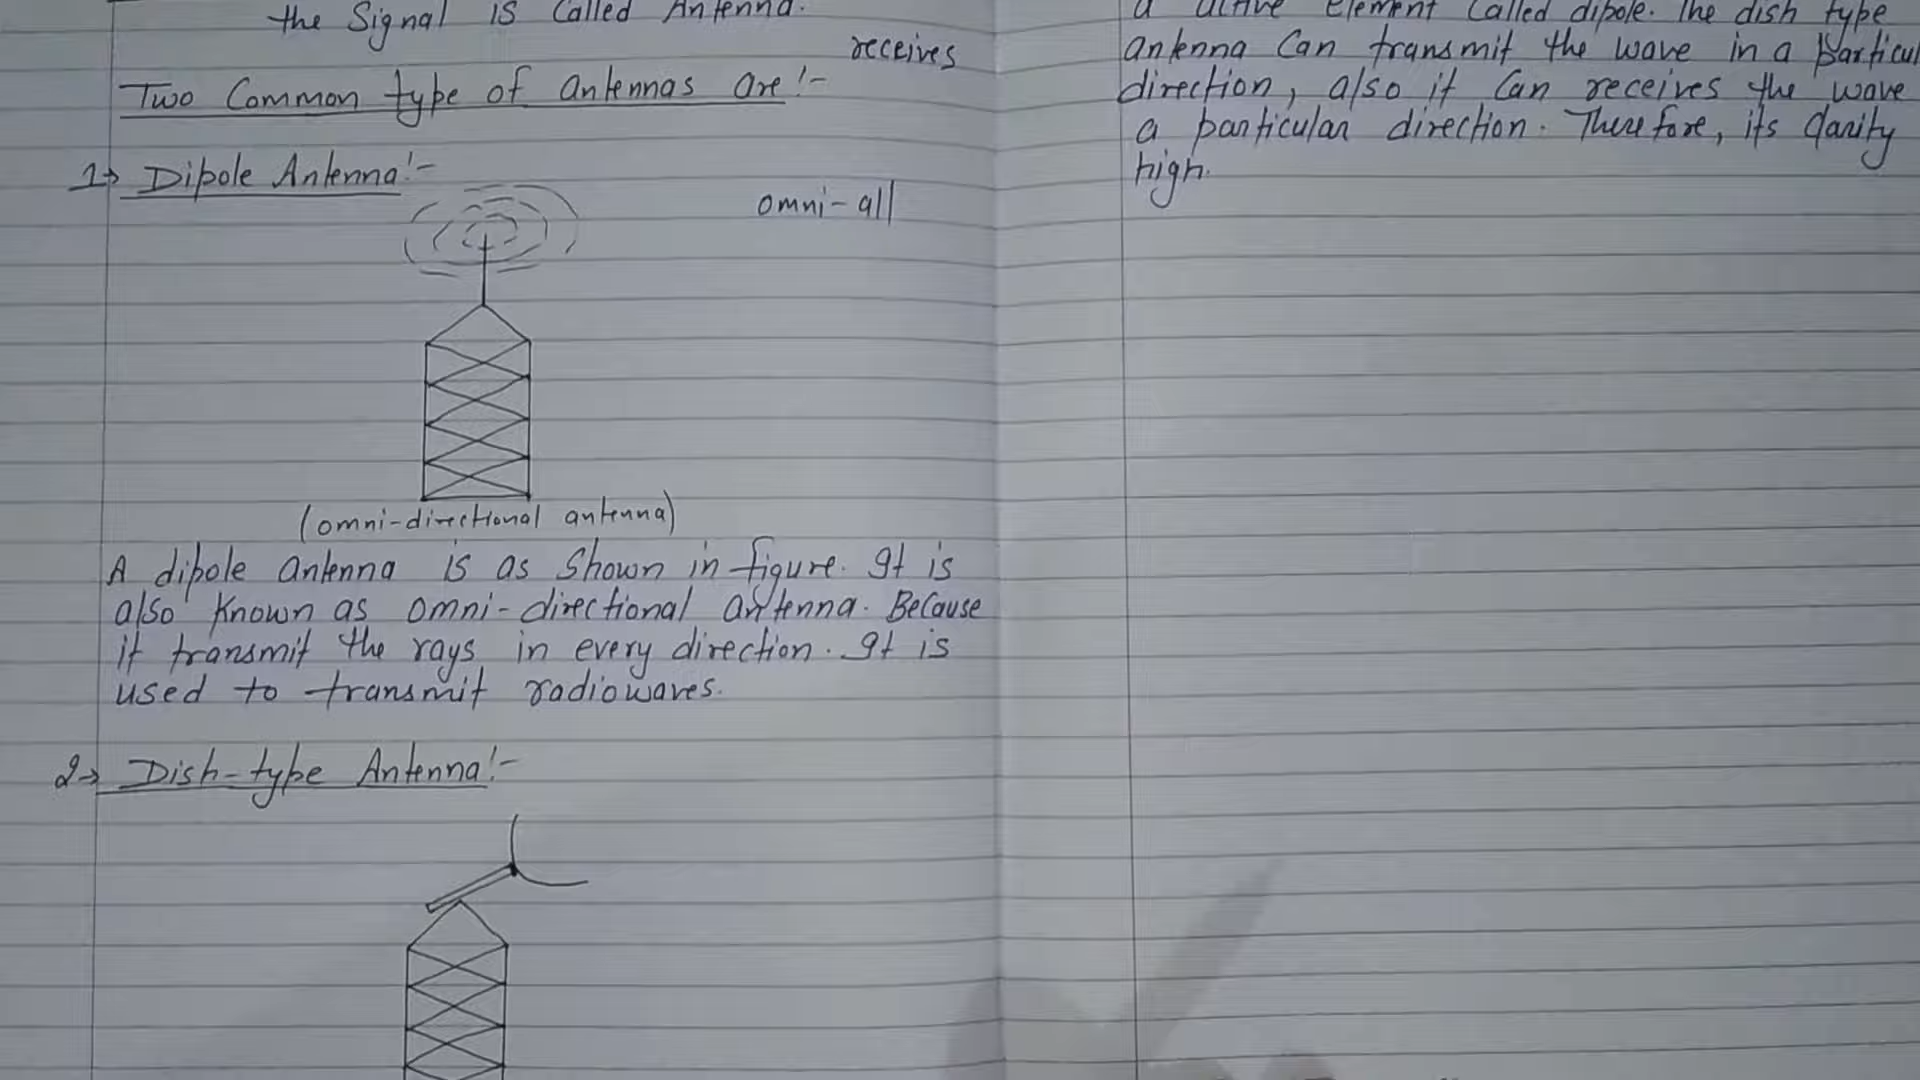 the Signal is Called Antenna.
receives
Two Common type of antennas are:-
1→ Dipole Antenna:-
omni-all
(omni-directional antenna)
A dipole antenna is as Shown in figure. It is
also Known as omni-directional antenna. Because
it transmit the rays in every direction. It is
used to transmit radiowaves.
2→ Dish-type Antenna:-
a active element Called dipole. The dish type
antenna Can transmit the wave in a particul
direction, also it Can receives the wave
a particular direction. Therefore, its clarity
high.